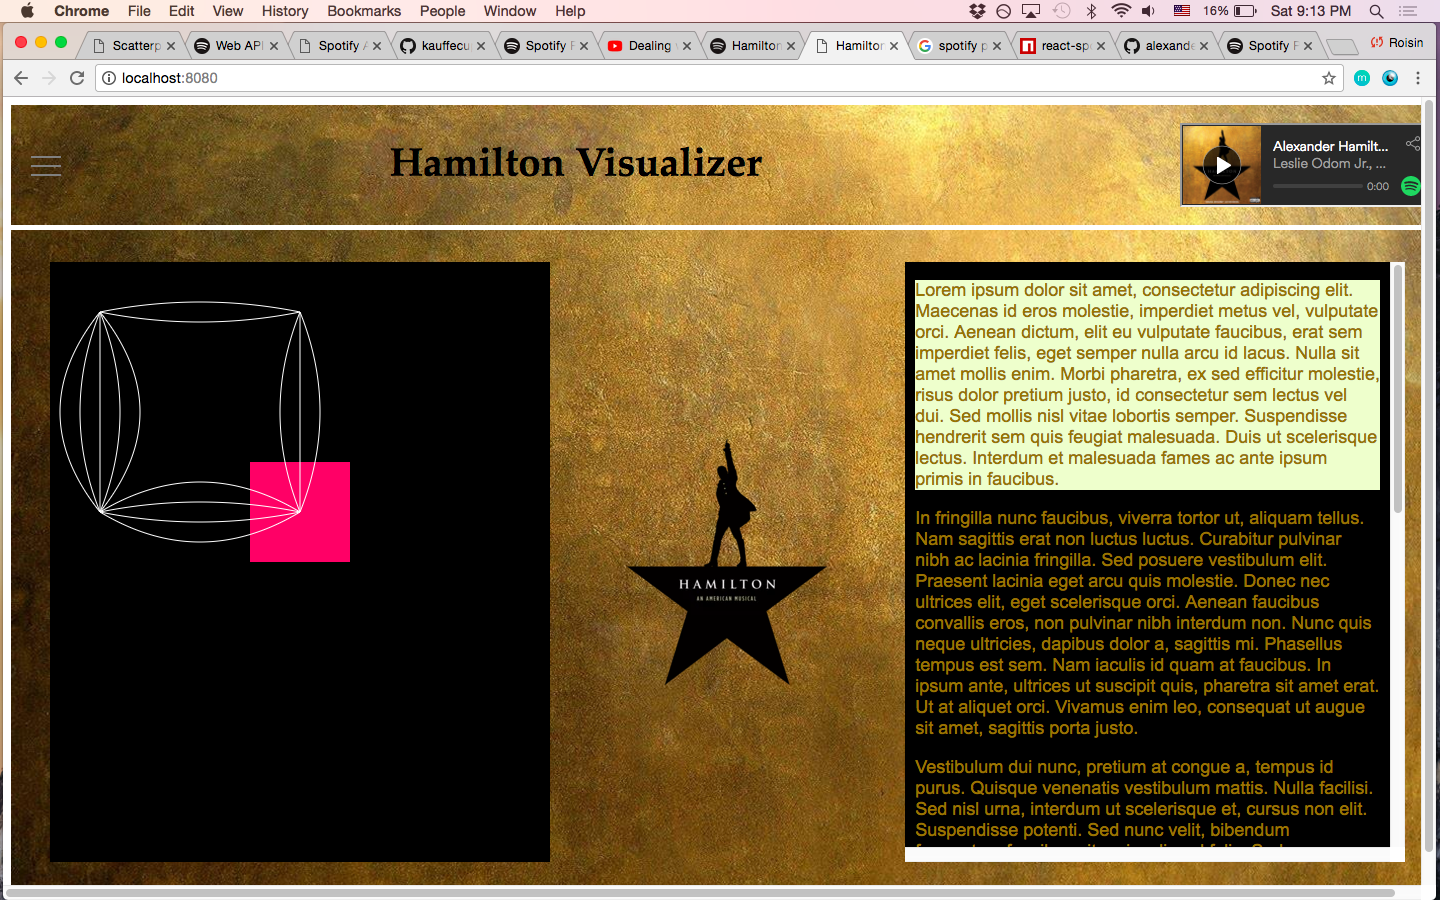 Chrome File Edit View History Bookmarks People Window Help 16% Sat 9:13 PM
Scatterp Web API Spotify A kauffecu Spotify F Dealing Hamilton Hamilton spotify p react-sp alexande Spotify F Roisin
localhost:8080
Hamilton Visualizer
Alexander Hamilt...
Leslie Odom Jr., ...
0:00
HAMILTON
AN AMERICAN MUSICAL
Lorem ipsum dolor sit amet, consectetur adipiscing elit.
Maecenas id eros molestie, imperdiet metus vel, vulputate
orci. Aenean dictum, elit eu vulputate faucibus, erat sem
imperdiet felis, eget semper nulla arcu id lacus. Nulla sit
amet mollis enim. Morbi pharetra, ex sed efficitur molestie,
risus dolor pretium justo, id consectetur sem lectus vel
dui. Sed mollis nisl vitae lobortis semper. Suspendisse
hendrerit sem quis feugiat malesuada. Duis ut scelerisque
lectus. Interdum et malesuada fames ac ante ipsum
primis in faucibus.
In fringilla nunc faucibus, viverra tortor ut, aliquam tellus.
Nam sagittis erat non luctus luctus. Curabitur pulvinar
nibh ac lacinia fringilla. Sed posuere vestibulum elit.
Praesent lacinia eget arcu quis molestie. Donec nec
ultrices elit, eget scelerisque orci. Aenean faucibus
convallis eros, non pulvinar nibh interdum non. Nunc quis
neque ultricies, dapibus dolor a, sagittis mi. Phasellus
tempus est sem. Nam iaculis id quam at faucibus. In
ipsum ante, ultrices ut suscipit quis, pharetra sit amet erat.
Ut at aliquet orci. Vivamus enim leo, consequat ut augue
sit amet, sagittis porta justo.
Vestibulum dui nunc, pretium at congue a, tempus id
purus. Quisque venenatis vestibulum mattis. Nulla facilisi.
Sed nisl urna, interdum ut scelerisque et, cursus non elit.
Suspendisse potenti. Sed nunc velit, bibendum